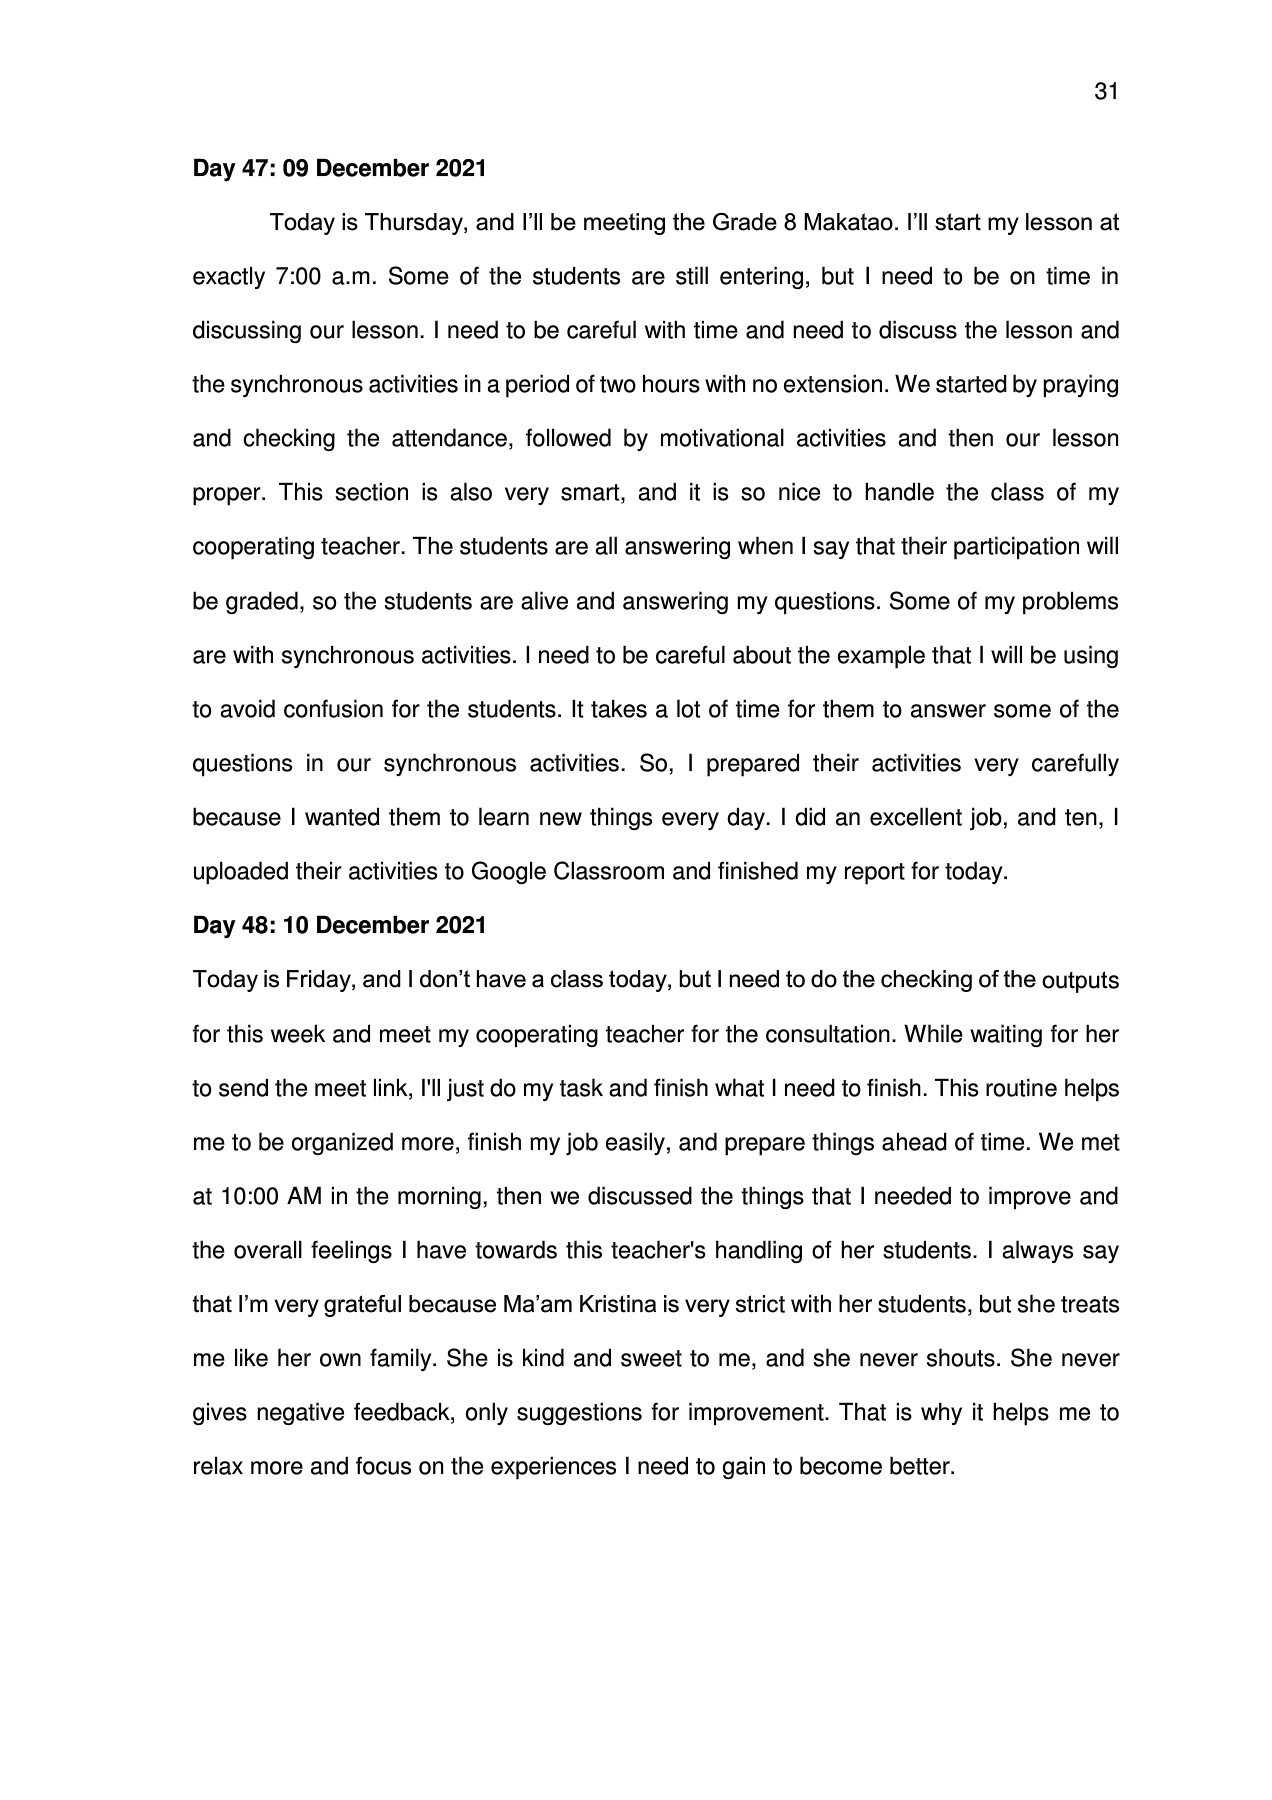 31
Day 47: 09 December 2021
Today is Thursday, and I’ll be meeting the Grade 8 Makatao. I’ll start my lesson at
exactly 7:00 a.m. Some of the students are still entering, but I need to be on time in
discussing our lesson. I need to be careful with time and need to discuss the lesson and
the synchronous activities in a period of two hours with no extension. We started by praying
and checking the attendance, followed by motivational activities and then our lesson
proper. This section is also very smart, and it is so nice to handle the class of my
cooperating teacher. The students are all answering when I say that their participation will
be graded, so the students are alive and answering my questions. Some of my problems
are with synchronous activities. I need to be careful about the example that I will be using
to avoid confusion for the students. It takes a lot of time for them to answer some of the
questions in our synchronous activities. So, I prepared their activities very carefully
because I wanted them to learn new things every day. I did an excellent job, and ten, I
uploaded their activities to Google Classroom and finished my report for today.
Day 48: 10 December 2021
Today is Friday, and I don’t have a class today, but I need to do the checking of the outputs
for this week and meet my cooperating teacher for the consultation. While waiting for her
to send the meet link, I'll just do my task and finish what I need to finish. This routine helps
me to be organized more, finish my job easily, and prepare things ahead of time. We met
at 10:00 AM in the morning, then we discussed the things that I needed to improve and
the overall feelings I have towards this teacher's handling of her students. I always say
that I’m very grateful because Ma’am Kristina is very strict with her students, but she treats
me like her own family. She is kind and sweet to me, and she never shouts. She never
gives negative feedback, only suggestions for improvement. That is why it helps me to
relax more and focus on the experiences I need to gain to become better.